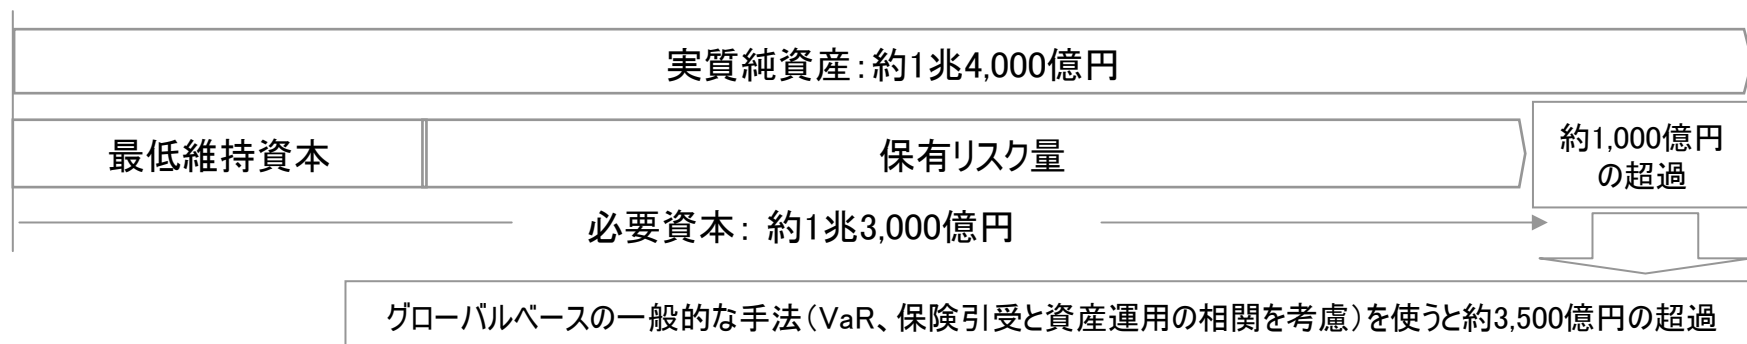 実質純資産：約1兆4,000億円
最低維持資本
保有リスク量
約1,000億円
の超過
必要資本： 約1兆3,000億円
グローバルベースの一般的な手法（VaR、保険引受と資産運用の相関を考慮）を使うと約3,500億円の超過